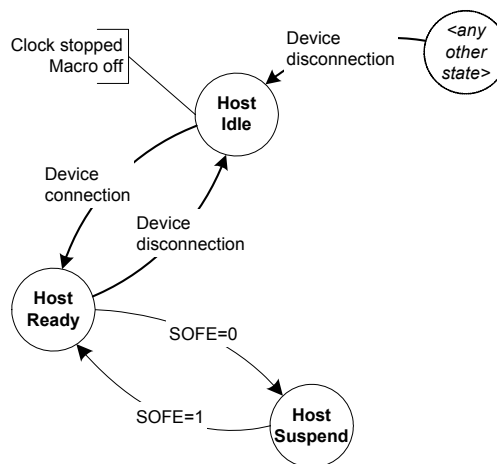 Clock stopped
Macro off
Device
disconnection
<any
other
state>
Host
Idle
Device
connection
Device
disconnection
Host
Ready
SOFE=0
SOFE=1
Host
Suspend